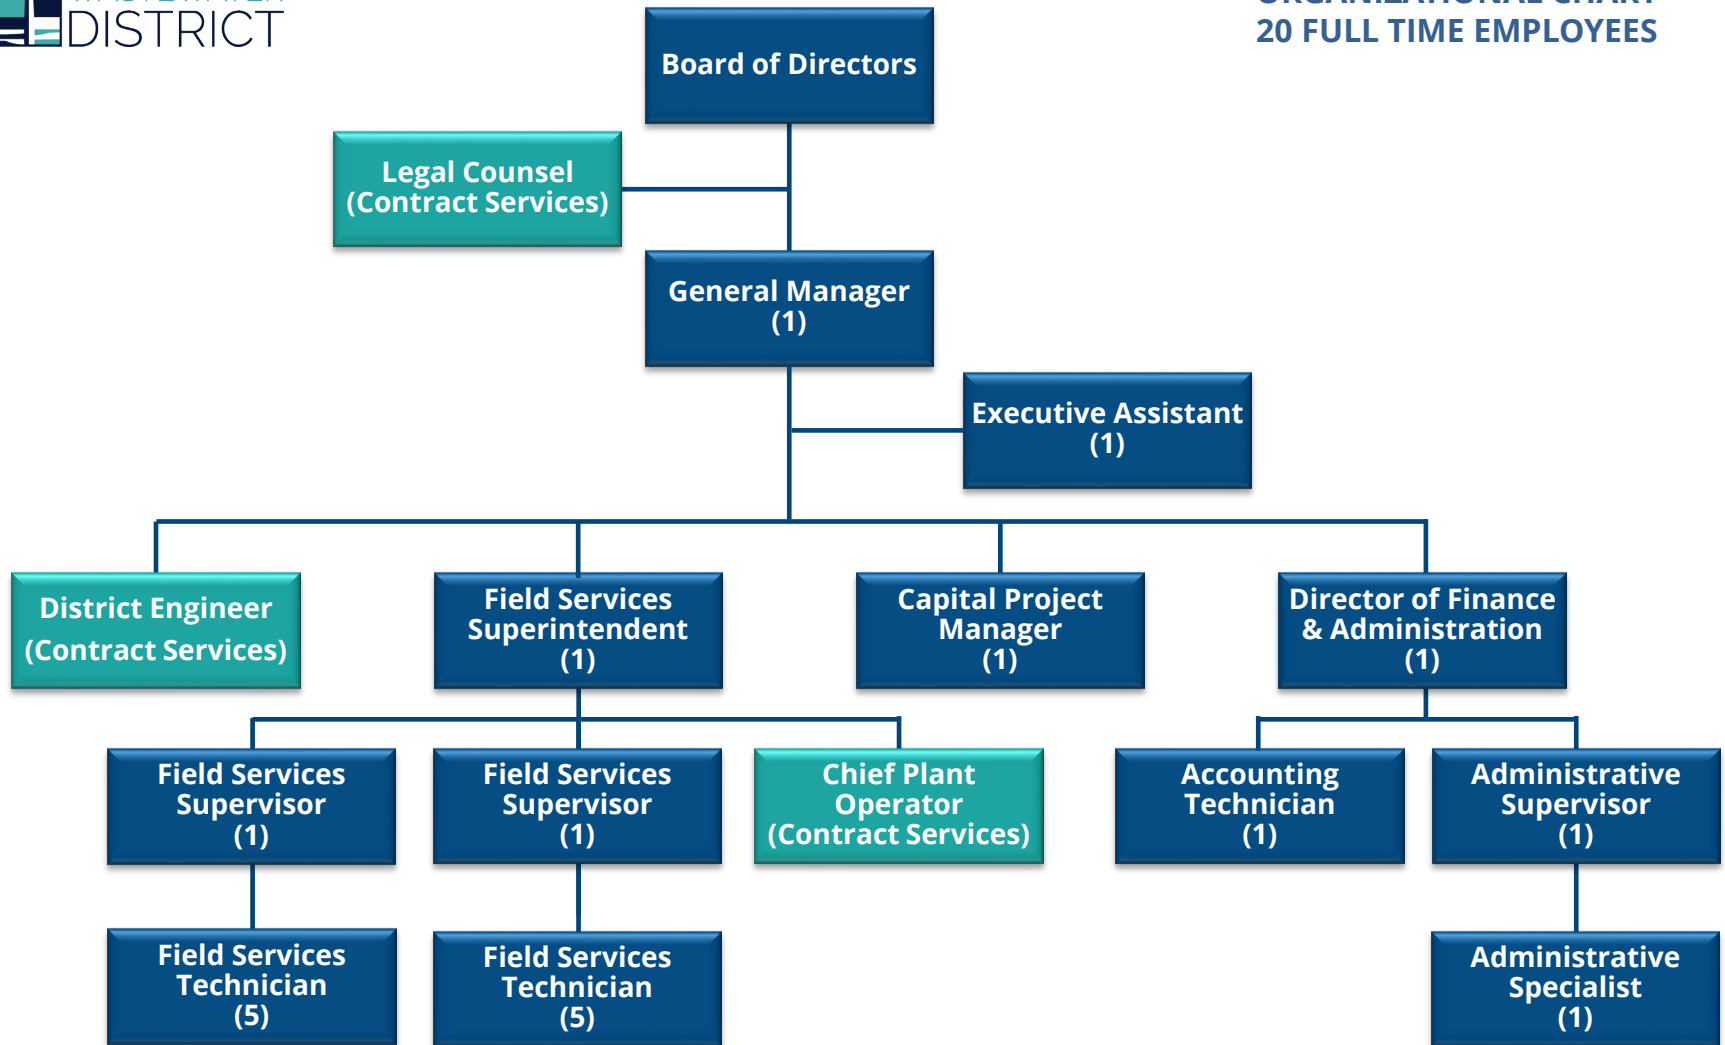 WASTEWATER
DISTRICT
ORGANIZATIONAL CHART
20 FULL TIME EMPLOYEES
Board of Directors
Legal Counsel
(Contract Services)
General Manager
(1)
Executive Assistant
(1)
District Engineer
(Contract Services)
Field Services
Superintendent
(1)
Capital Project
Manager
(1)
Director of Finance
& Administration
(1)
Field Services
Supervisor
(1)
Field Services
Supervisor
(1)
Chief Plant
Operator
(Contract Services)
Accounting
Technician
(1)
Administrative
Supervisor
(1)
Field Services
Technician
(5)
Field Services
Technician
(5)
Administrative
Specialist
(1)